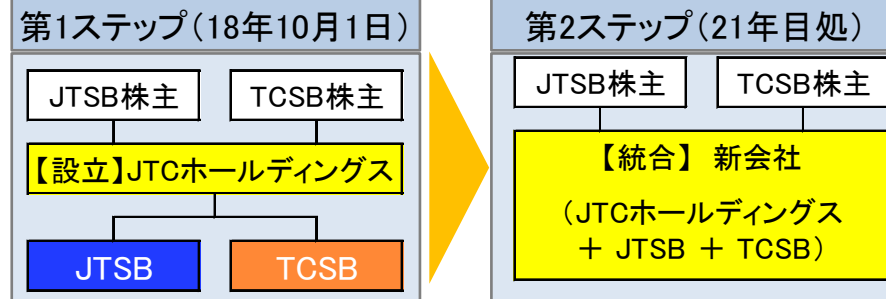 第1ステップ（18年10月1日）
JTSB株主
TCSB株主
【設立】JTCホールディングス
JTSB
TCSB
第2ステップ（21年目処）
JTSB株主
TCSB株主
【統合】 新会社
（JTCホールディングス
＋ JTSB ＋ TCSB）